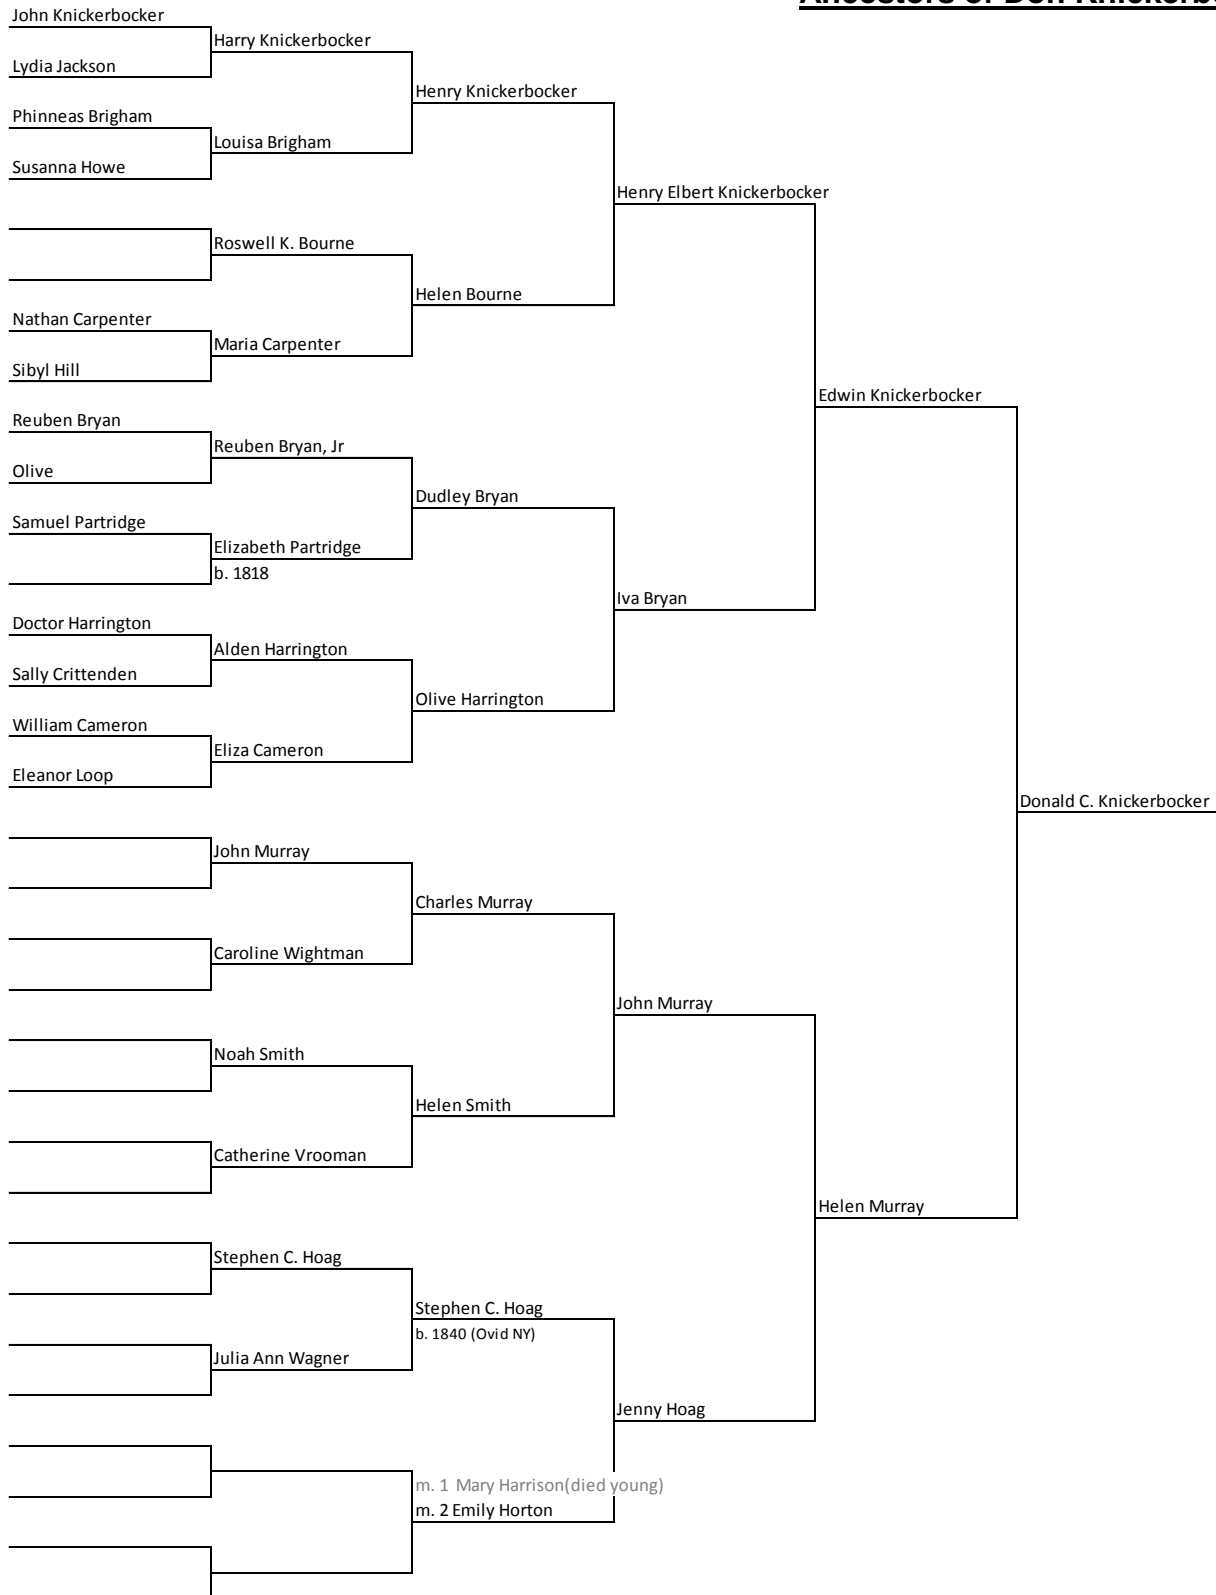 Ancestors of Don Knickerb
John Knickerbocker
Harry Knickerbocker
Lydia Jackson
Henry Knickerbocker
Phinneas Brigham
Louisa Brigham
Susanna Howe
Henry Elbert Knickerbocker
Roswell K. Bourne
Helen Bourne
Nathan Carpenter
Maria Carpenter
Sibyl Hill
Edwin Knickerbocker
Reuben Bryan
Reuben Bryan, Jr
Olive
Dudley Bryan
Samuel Partridge
Elizabeth Partridge
b. 1818
Iva Bryan
Doctor Harrington
Alden Harrington
Sally Crittenden
Olive Harrington
William Cameron
Eliza Cameron
Eleanor Loop
Donald C. Knickerbocker
John Murray
Charles Murray
Caroline Wightman
John Murray
Noah Smith
Helen Smith
Catherine Vrooman
Helen Murray
Stephen C. Hoag
Stephen C. Hoag
b. 1840 (Ovid NY)
Julia Ann Wagner
Jenny Hoag
m. 1 Mary Harrison(died young)
m. 2 Emily Horton